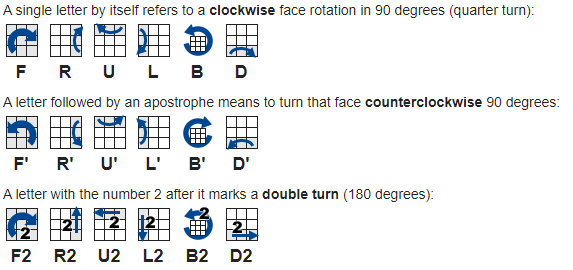 A single letter by itself refers to a clockwise face rotation in 90 degrees (quarter turn):
F R U L B D
A letter followed by an apostrophe means to turn that face counterclockwise 90 degrees:
F' R' U' L' B' D'
A letter with the number 2 after it marks a double turn (180 degrees):
2 2 2 2 2 2
F2 R2 U2 L2 B2 D2